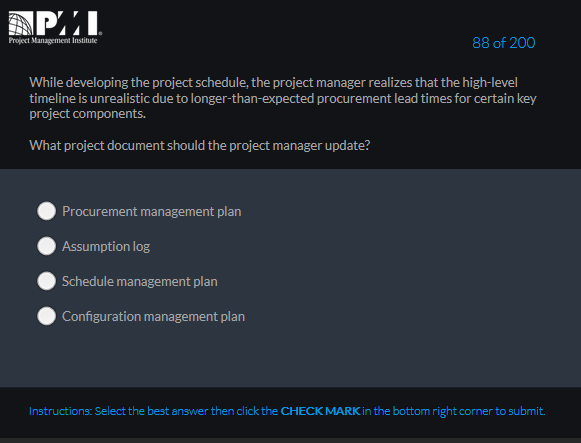 PMI
Project Management Institute
88 of 200
While developing the project schedule, the project manager realizes that the high-level
timeline is unrealistic due to longer-than-expected procurement lead times for certain key
project components.
What project document should the project manager update?
Procurement management plan
Assumption log
Schedule management plan
Configuration management plan
Instructions: Select the best answer then click the CHECK MARK in the bottom right corner to submit.